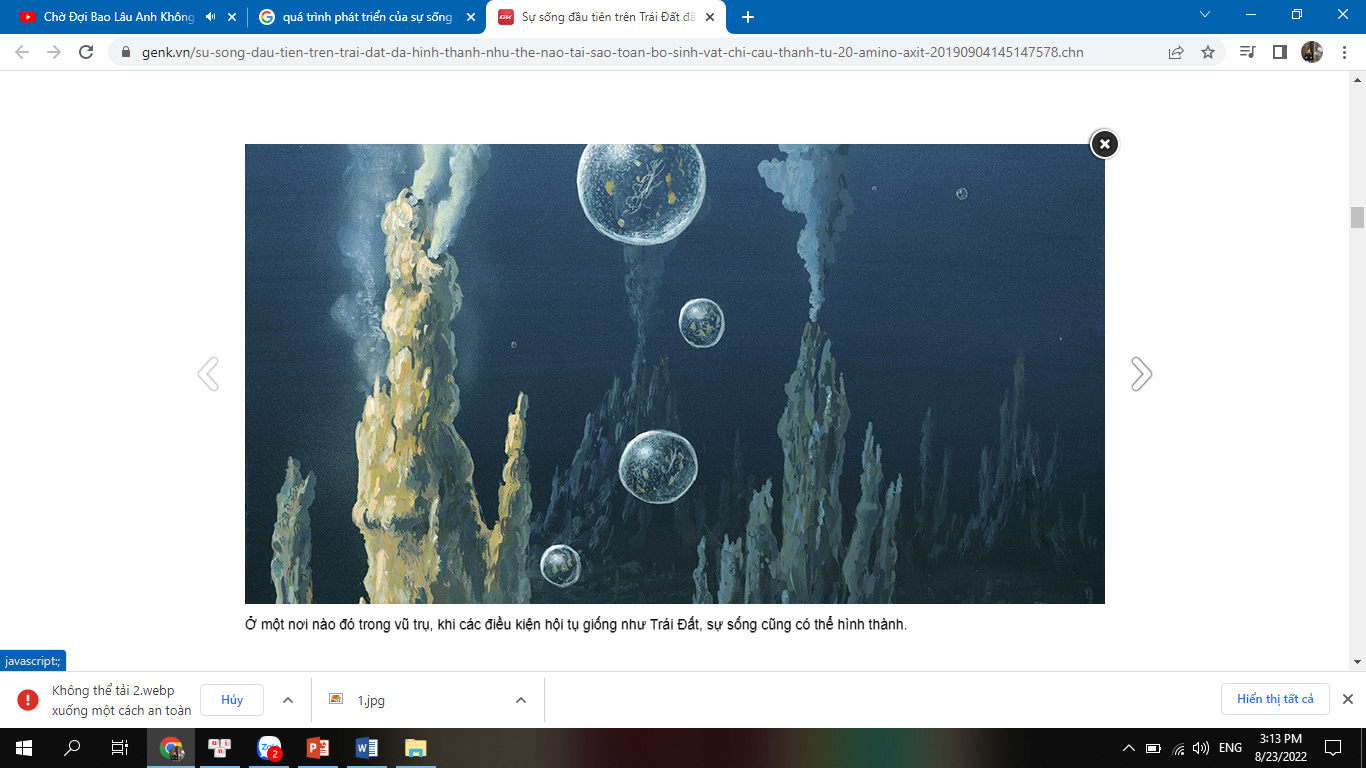 Chờ Đợi Bao Lâu Anh Không
quá trình phát triển của sự sống
Sự sống đầu tiên trên Trái Đất đã
genk.vn/su-song-dau-tien-tren-trai-dat-da-hinh-thanh-nhu-the-nao-tai-sao-toan-bo-sinh-vat-chi-cau-thanh-tu-20-amino-axit-20190904145147578.chn
Ở một nơi nào đó trong vũ trụ, khi các điều kiện hội tụ giống như Trái Đất, sự sống cũng có thể hình thành.
javascript:;
Không thể tải 2.webp
xuống một cách an toàn
Hủy
1.jpg
Hiển thị tất cả
2
ENG
3:13 PM
8/23/2022